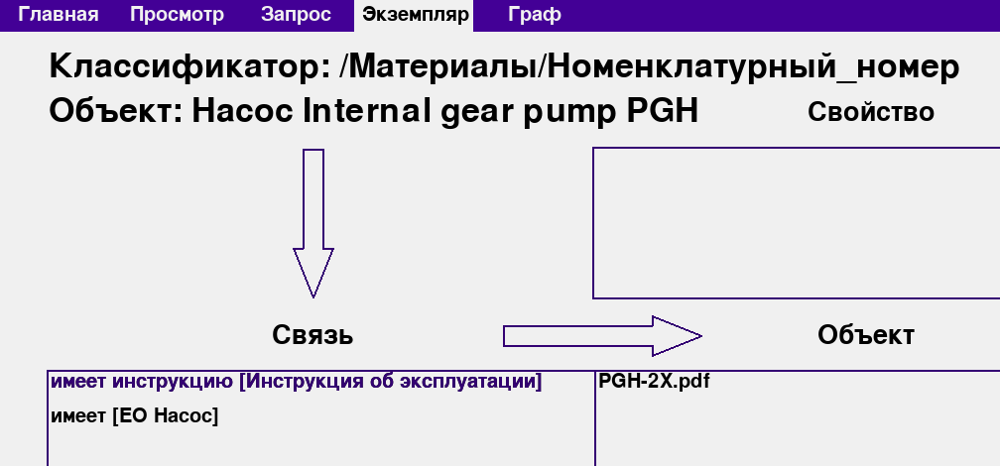 Главная Просмотр Запрос Экземпляр Граф
Классификатор: /Материалы/Номенклатурный_номер
Объект: Насос Internal gear pump PGH
Свойство
Связь
Объект
имеет инструкцию [Инструкция об эксплуатации]
PGH-2X.pdf
имеет [ЕО Насос]